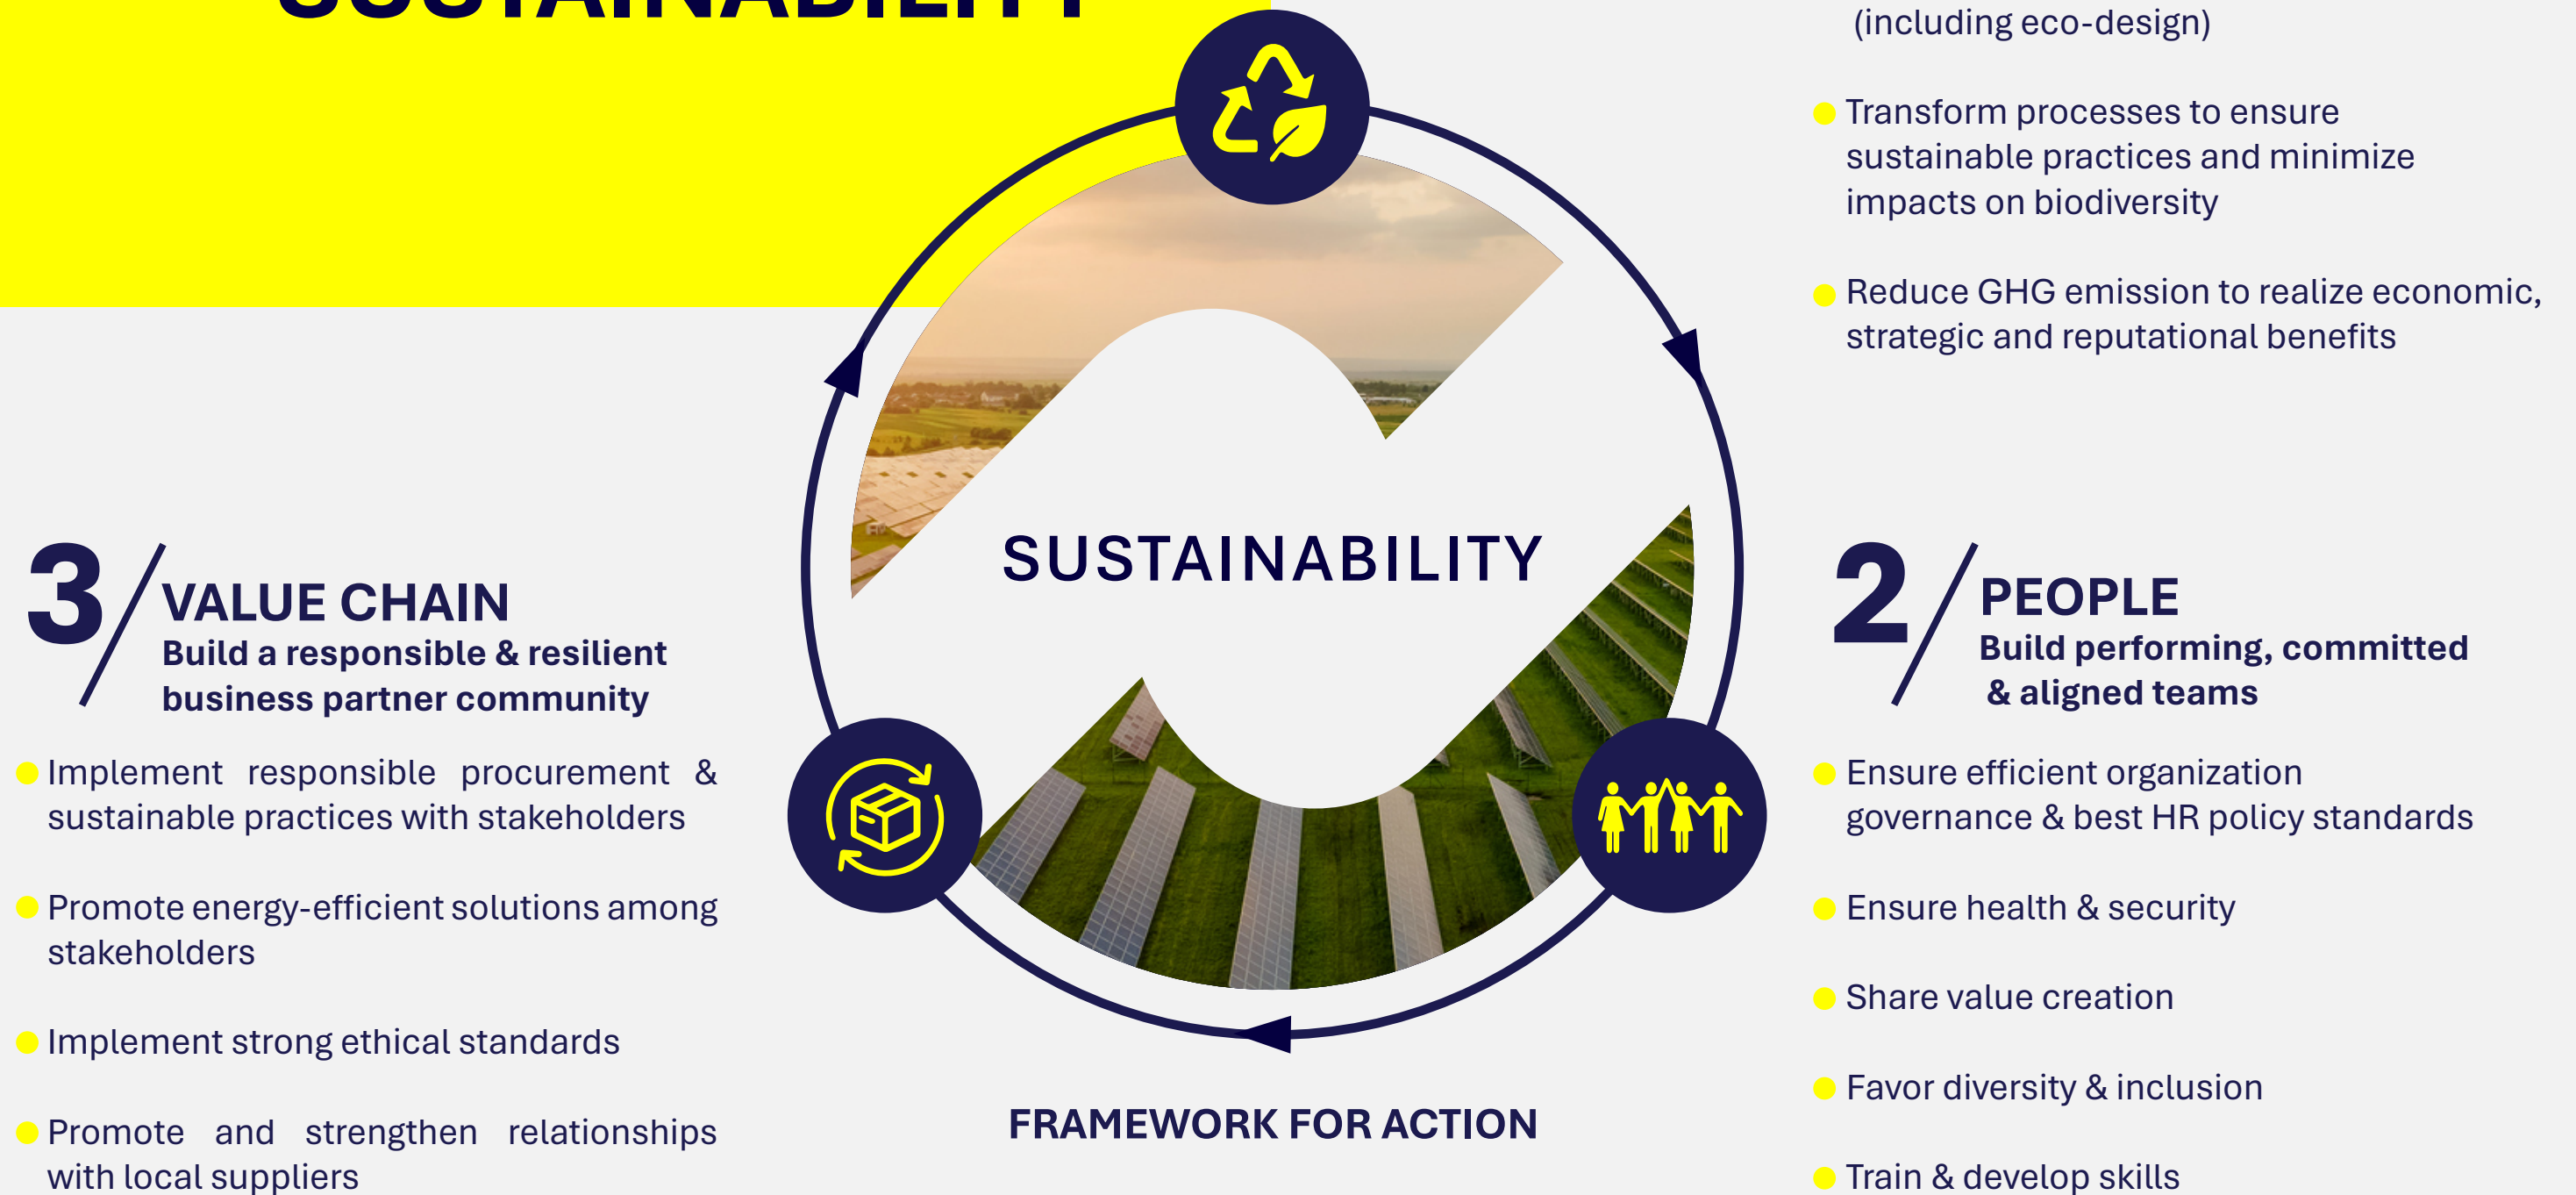 SUSTAINABILITY
(including eco-design)
Transform processes to ensure
sustainable practices and minimize
impacts on biodiversity
Reduce GHG emission to realize economic,
strategic and reputational benefits
SUSTAINABILITY
3
VALUE CHAIN
Build a responsible & resilient
business partner community
Implement responsible procurement &
sustainable practices with stakeholders
Promote energy-efficient solutions among
stakeholders
Implement strong ethical standards
Promote and strengthen relationships
with local suppliers
2
PEOPLE
Build performing, committed
& aligned teams
Ensure efficient organization
governance & best HR policy standards
Ensure health & security
Share value creation
Favor diversity & inclusion
Train & develop skills
FRAMEWORK FOR ACTION